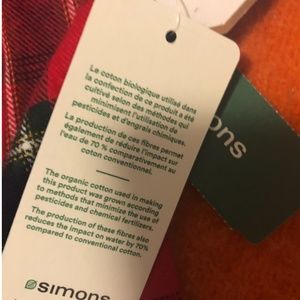 Le coton biologique utilisé dans
la confection de ce produit a été
cultivé selon des méthodes qui
minimisent l'utilisation de
pesticides et d'engrais chimiques.
La production de ces fibres permet
également de réduire l'impact sur
l'eau de 70 % comparativement au
coton conventionnel.
The organic cotton used in making
this product was grown according
to methods that minimize the use of
pesticides and chemical fertilizers.
The production of these fibres also
reduces the impact on water by 70%
compared to conventional cotton.
simons
mons